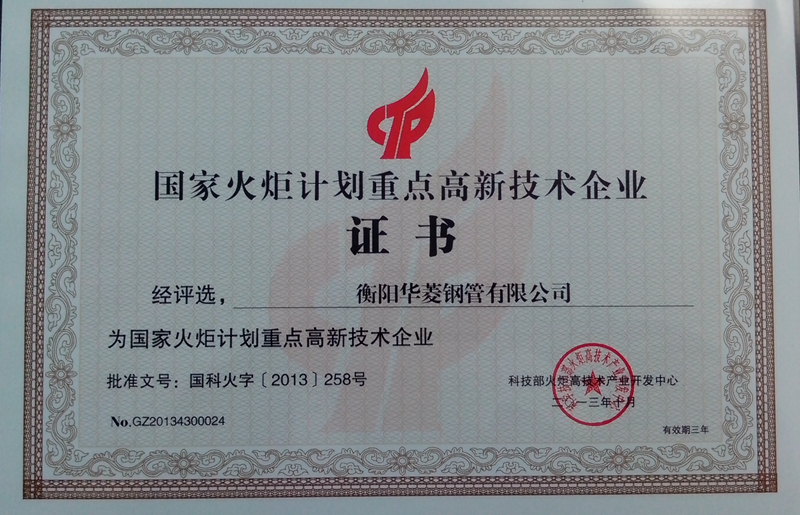 CTP
国家火炬计划重点高新技术企业
证书
经评选，衡阳华菱钢管有限公司
为国家火炬计划重点高新技术企业
批准文号：国科火字〔2013〕258号
科技部火炬高技术产业开发中心
二〇一三年十月
No.GZ20134300024
有效期三年